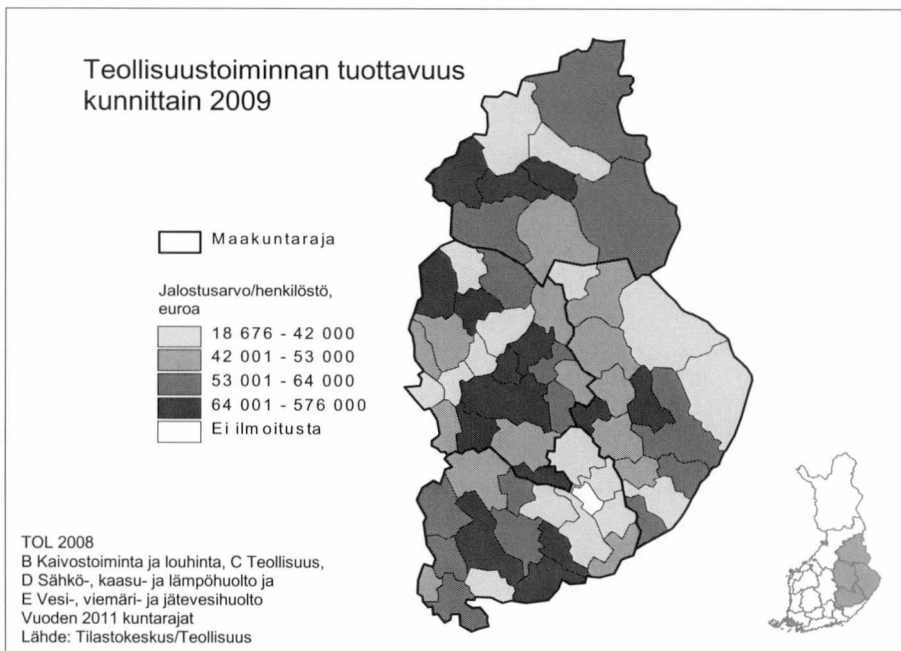 Teollisuustoiminnan tuottavuus
kunnittain 2009
Maakuntaraja
Jalostusarvo/henkilöstö,
euroa
18 676 - 42 000
42 001 - 53 000
53 001 - 64 000
64 001 - 576 000
Ei ilmoitusta
TOL 2008
B Kaivostoiminta ja louhinta, C Teollisuus,
D Sähkö-, kaasu- ja lämpöhuolto ja
E Vesi-, viemäri- ja jätevesihuolto
Vuoden 2011 kuntarajat
Lähde: Tilastokeskus/Teollisuus